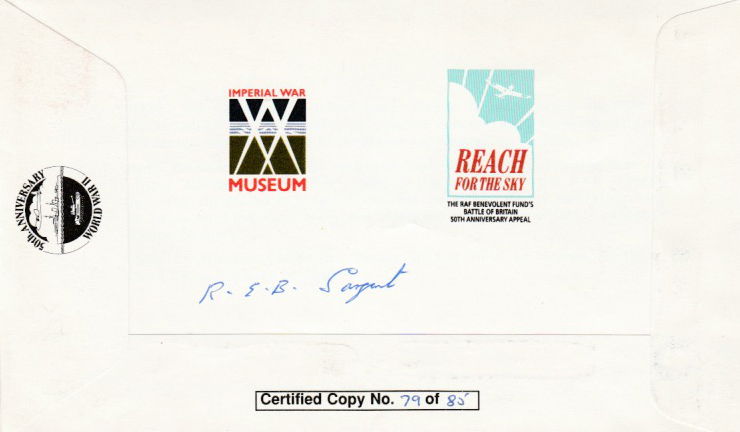 IMPERIAL WAR
MUSEUM
REACH
FOR THE SKY
THE RAF BENEVOLENT FUND'S
BATTLE OF BRITAIN
50TH ANNIVERSARY APPEAL
50th ANNIVERSARY
WORLD WAR II
R. E. B. Sargent
Certified Copy No. 79 of 85